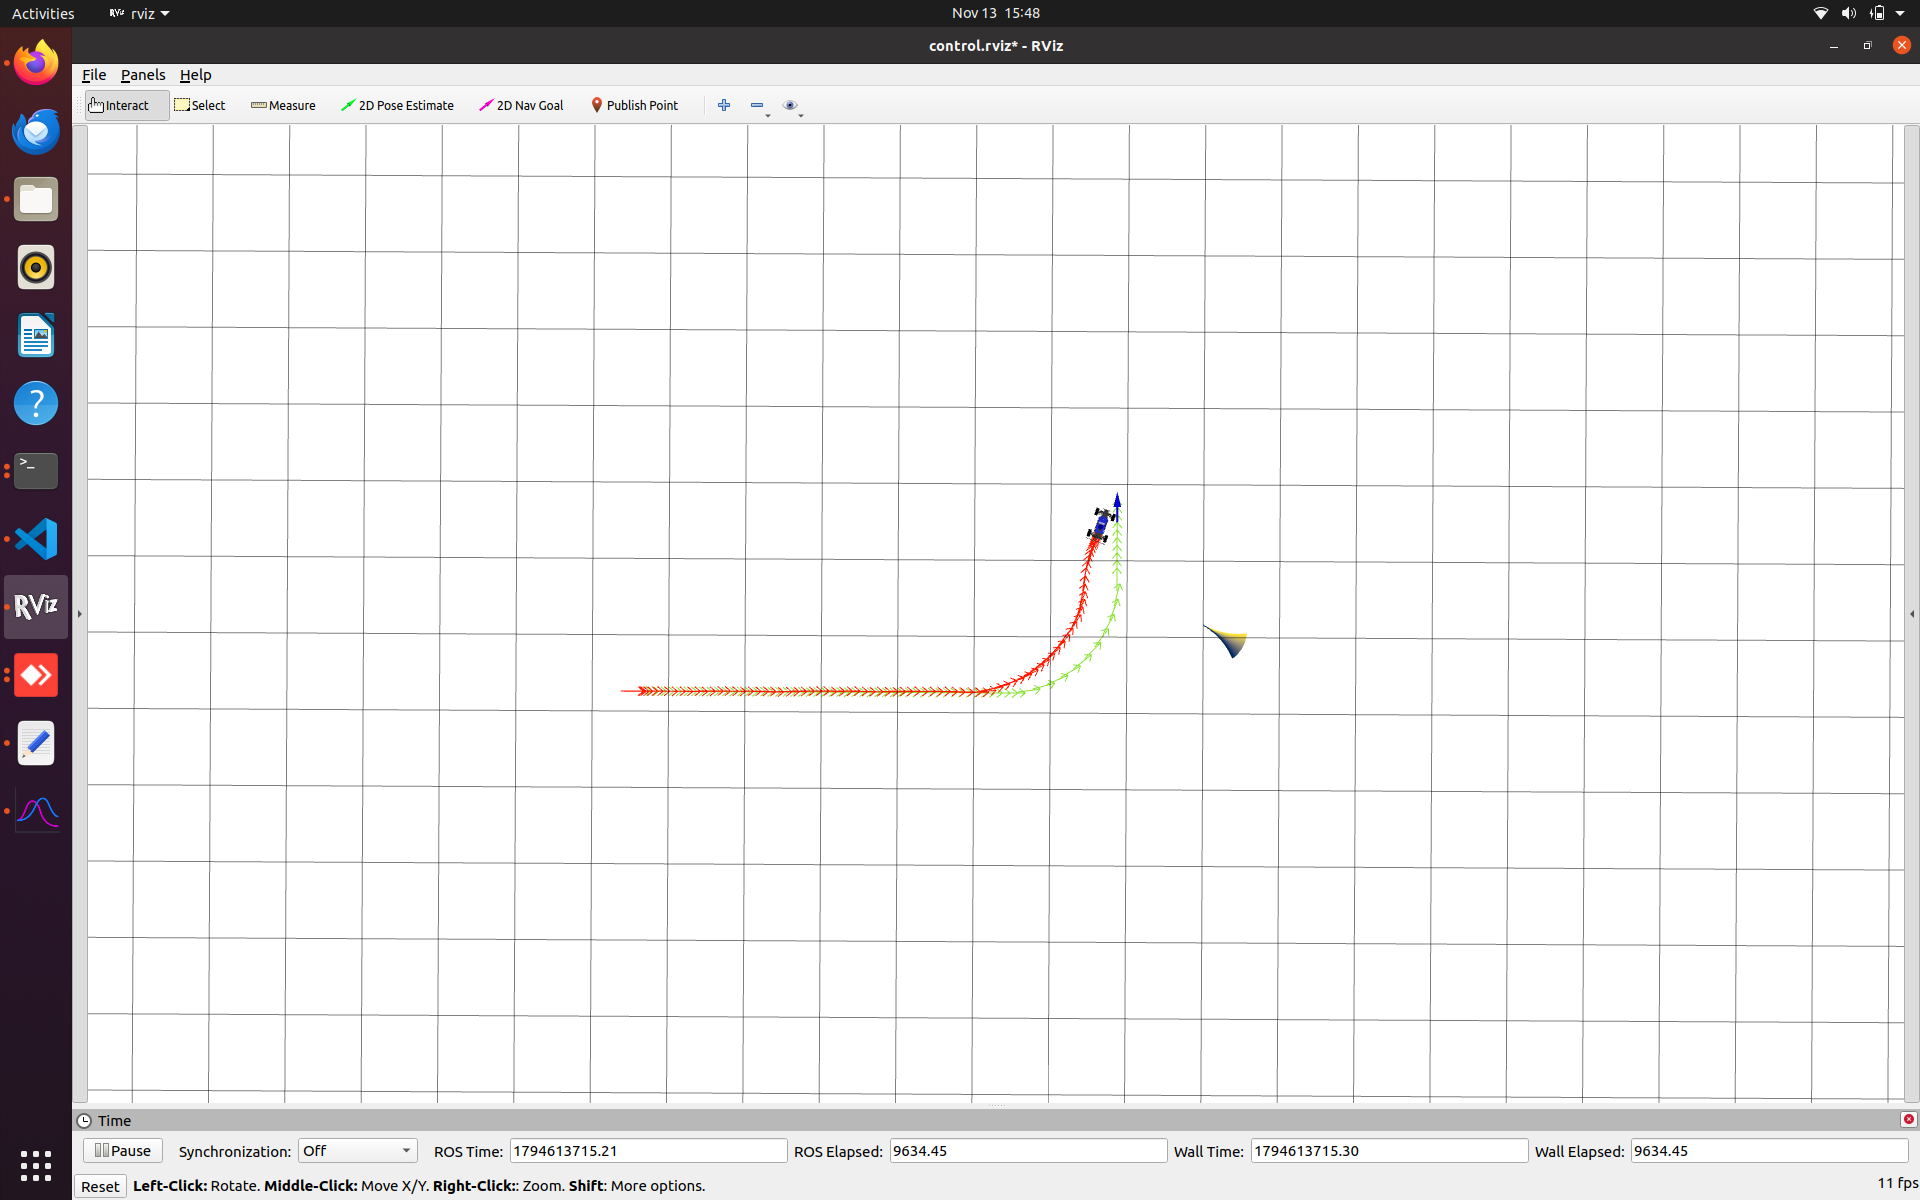 Activities RViz rviz Nov 13 15:48
control.rviz* - RViz
File Panels Help
Interact Select Measure 2D Pose Estimate 2D Nav Goal Publish Point
?
>_
RViz
Time
Pause Synchronization: Off ROS Time: 1794613715.21 ROS Elapsed: 9634.45 Wall Time: 1794613715.30 Wall Elapsed: 9634.45
Reset Left-Click: Rotate. Middle-Click: Move X/Y. Right-Click:: Zoom. Shift: More options. 11 fps